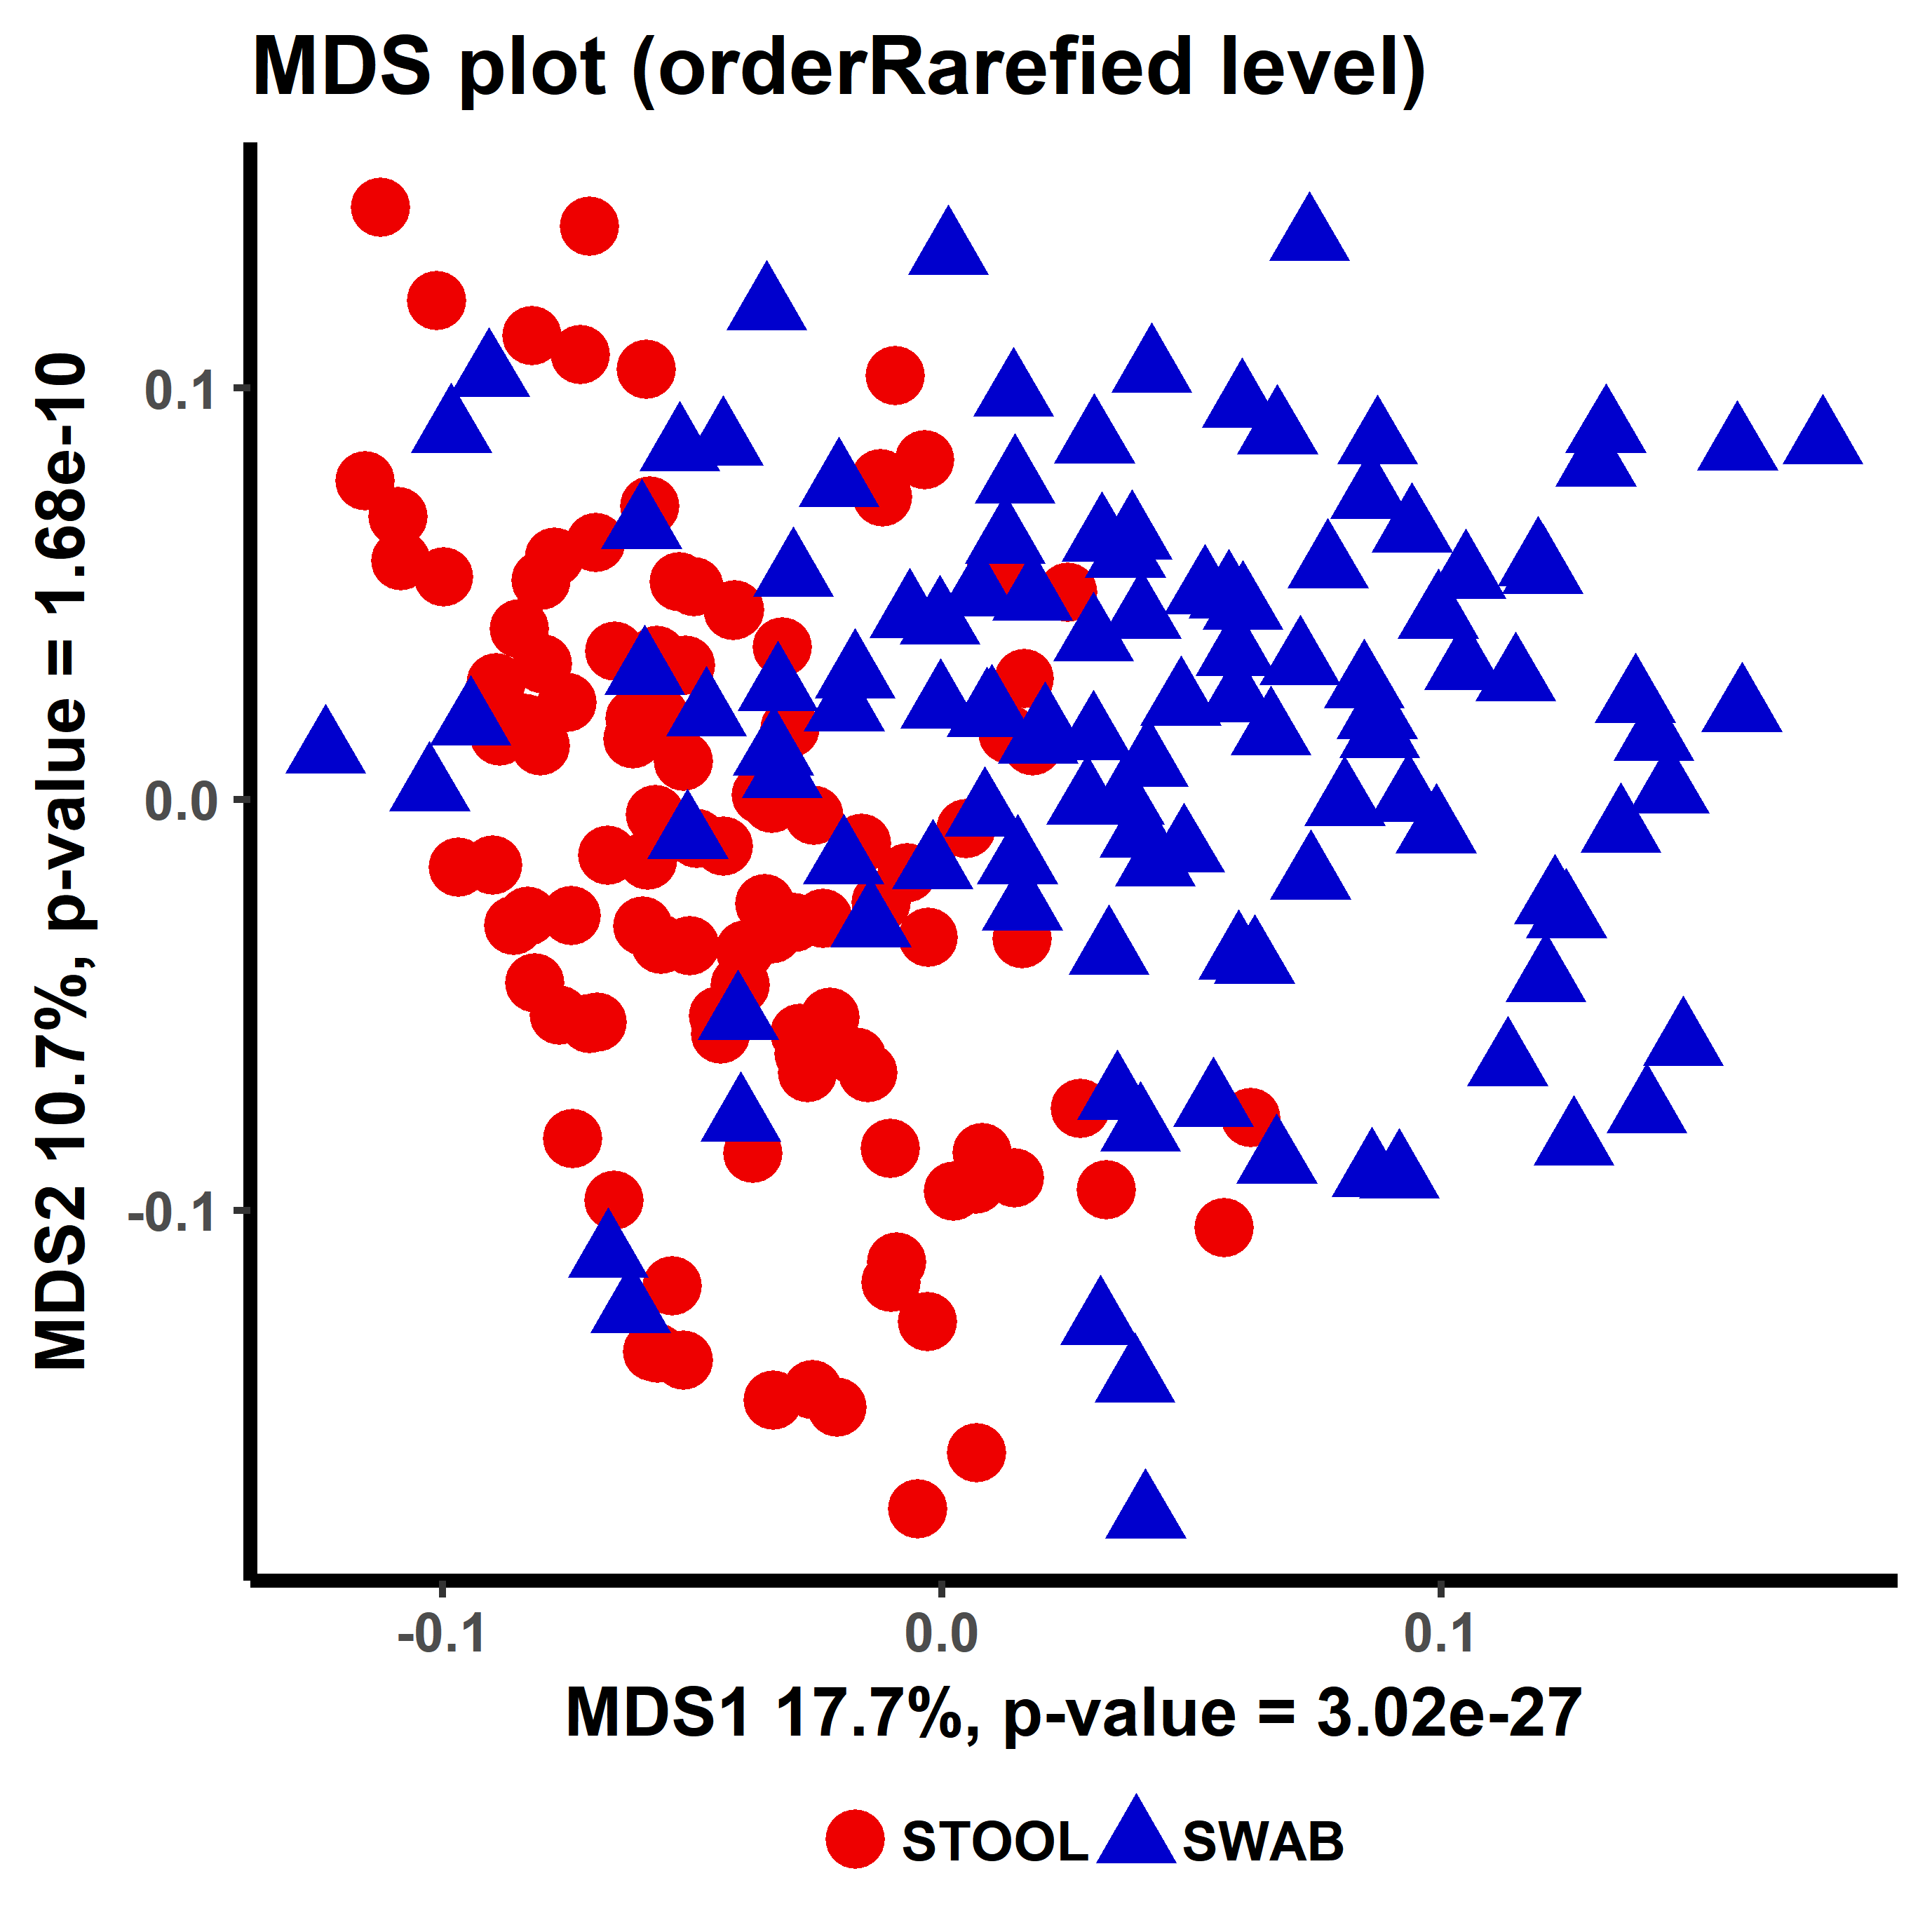 MDS plot (orderRarefied level)
MDS2 10.7%, p-value = 1.68e-10
0.1
0.0
-0.1
-0.1 0.0 0.1
MDS1 17.7%, p-value = 3.02e-27
STOOL SWAB